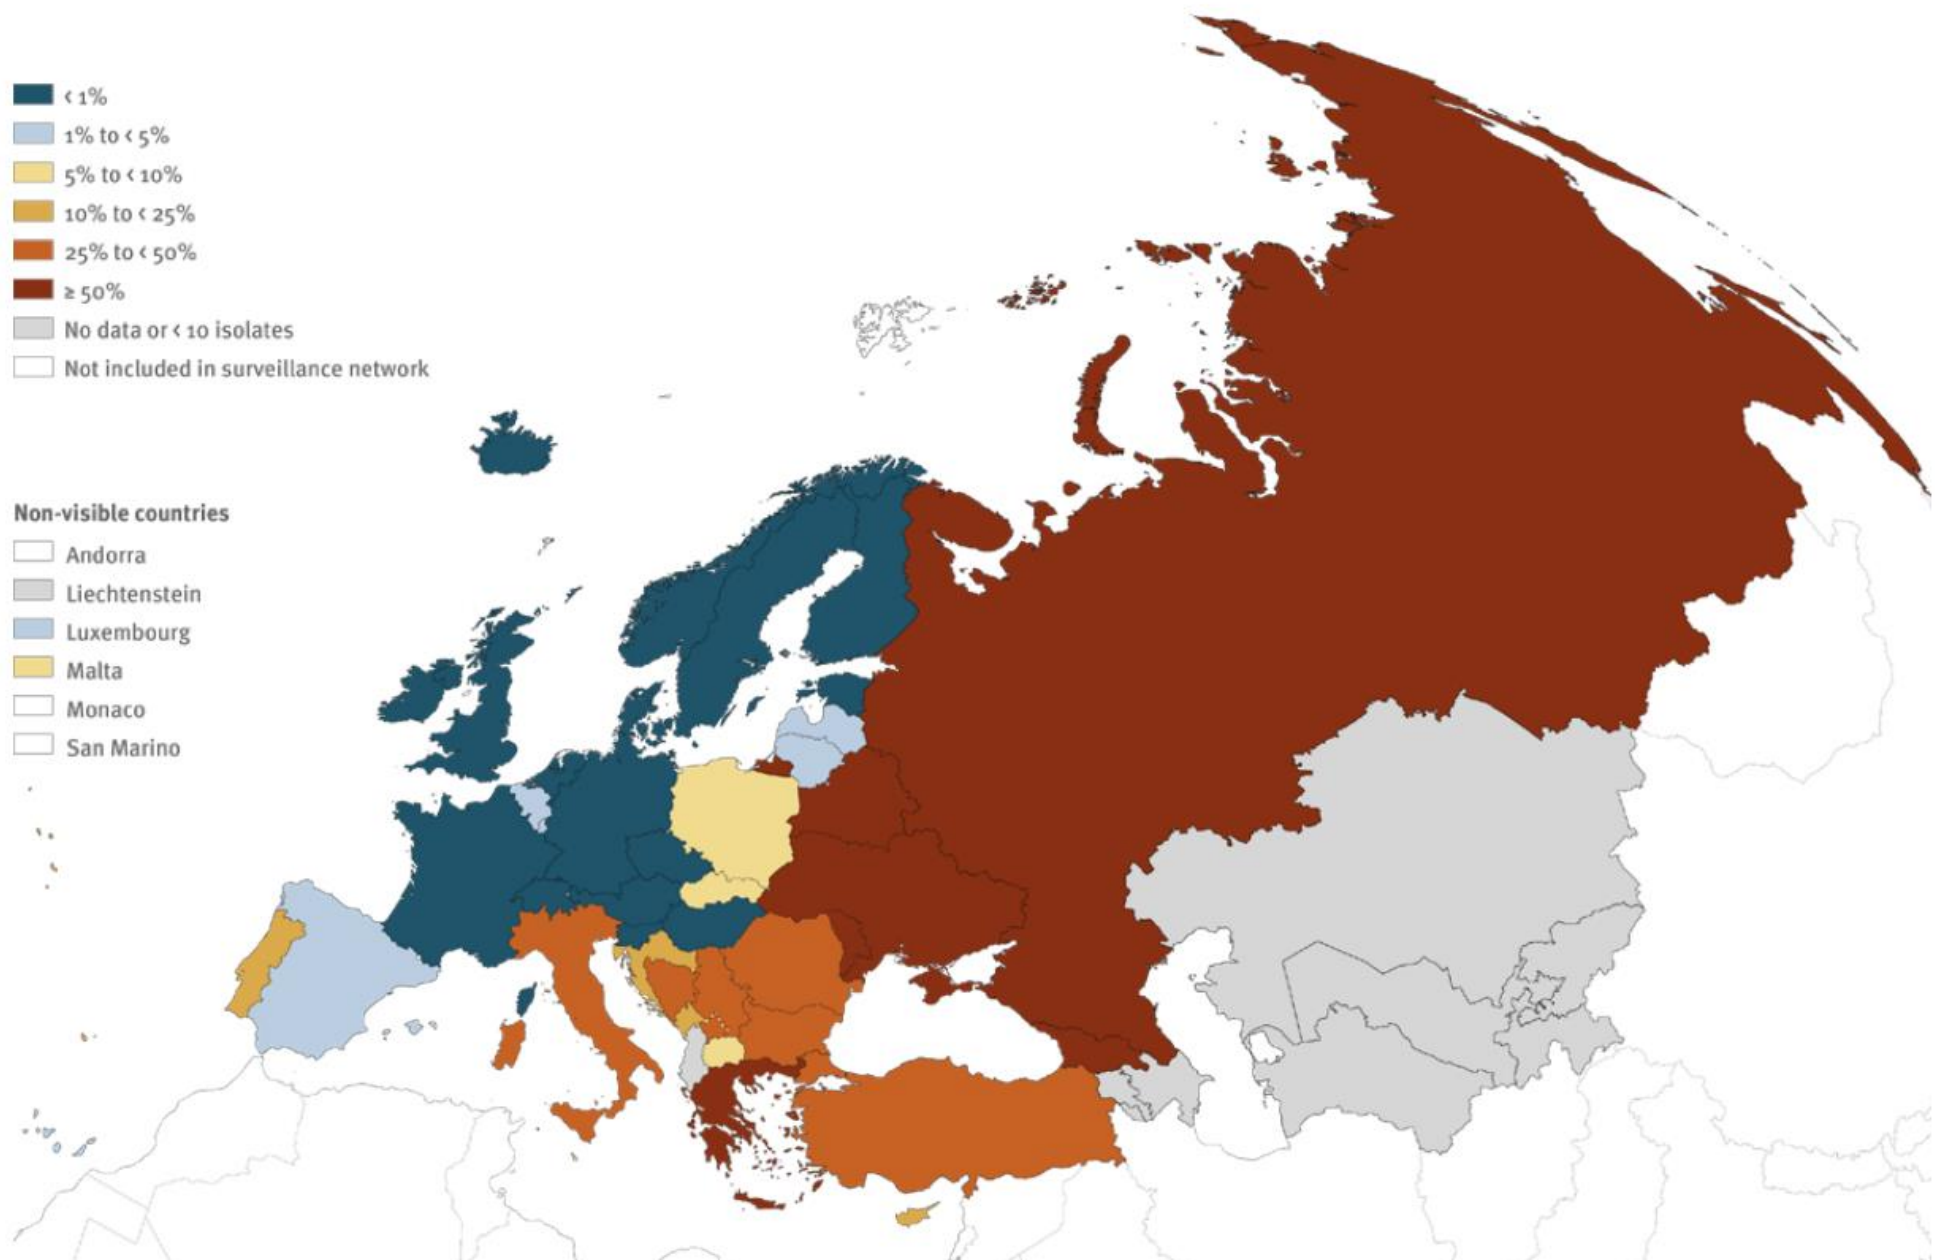 < 1%
1% to < 5%
5% to < 10%
10% to < 25%
25% to < 50%
≥ 50%
No data or < 10 isolates
Not included in surveillance network
Non-visible countries
Andorra
Liechtenstein
Luxembourg
Malta
Monaco
San Marino